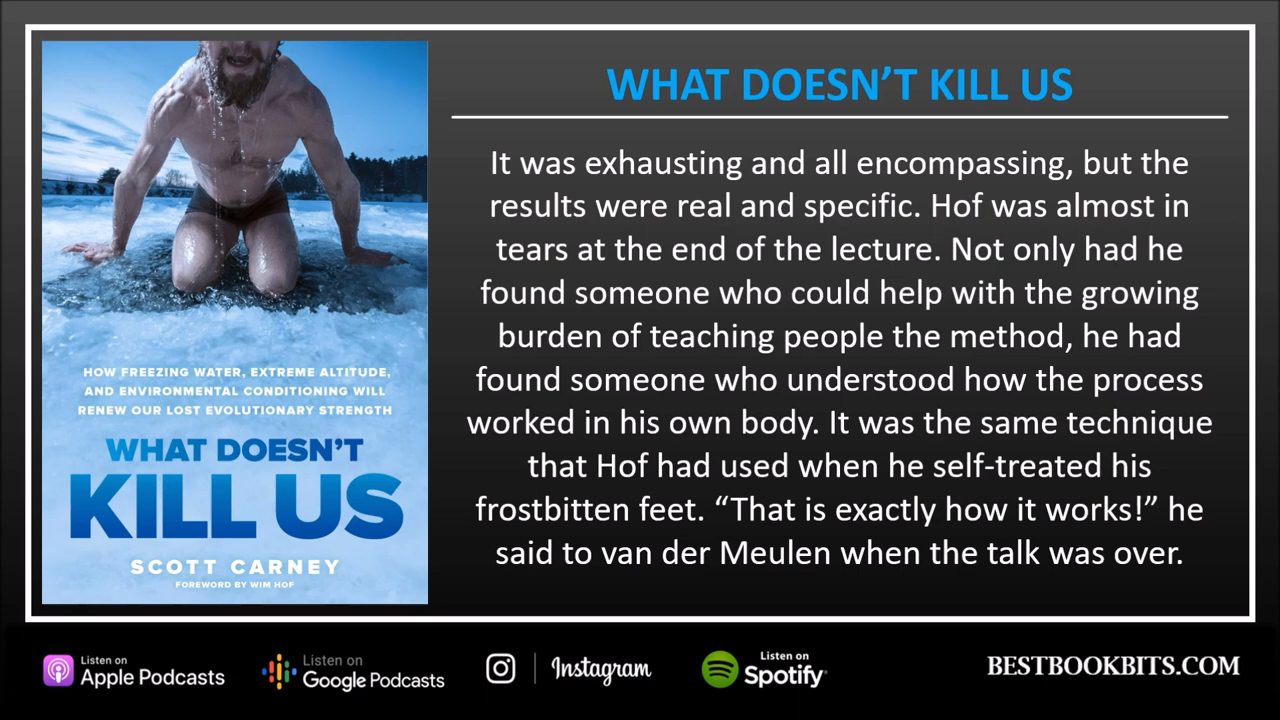 HOW FREEZING WATER, EXTREME ALTITUDE,
AND ENVIRONMENTAL CONDITIONING WILL
RENEW OUR LOST EVOLUTIONARY STRENGTH
WHAT DOESN'T
KILL US
SCOTT CARNEY
FOREWORD BY WIM HOF
WHAT DOESN’T KILL US
It was exhausting and all encompassing, but the
results were real and specific. Hof was almost in
tears at the end of the lecture. Not only had he
found someone who could help with the growing
burden of teaching people the method, he had
found someone who understood how the process
worked in his own body. It was the same technique
that Hof had used when he self-treated his
frostbitten feet. “That is exactly how it works!” he
said to van der Meulen when the talk was over.
Listen on
Apple Podcasts
Listen on
Google Podcasts
Instagram
Listen on
Spotify
BESTBOOKBITS.COM